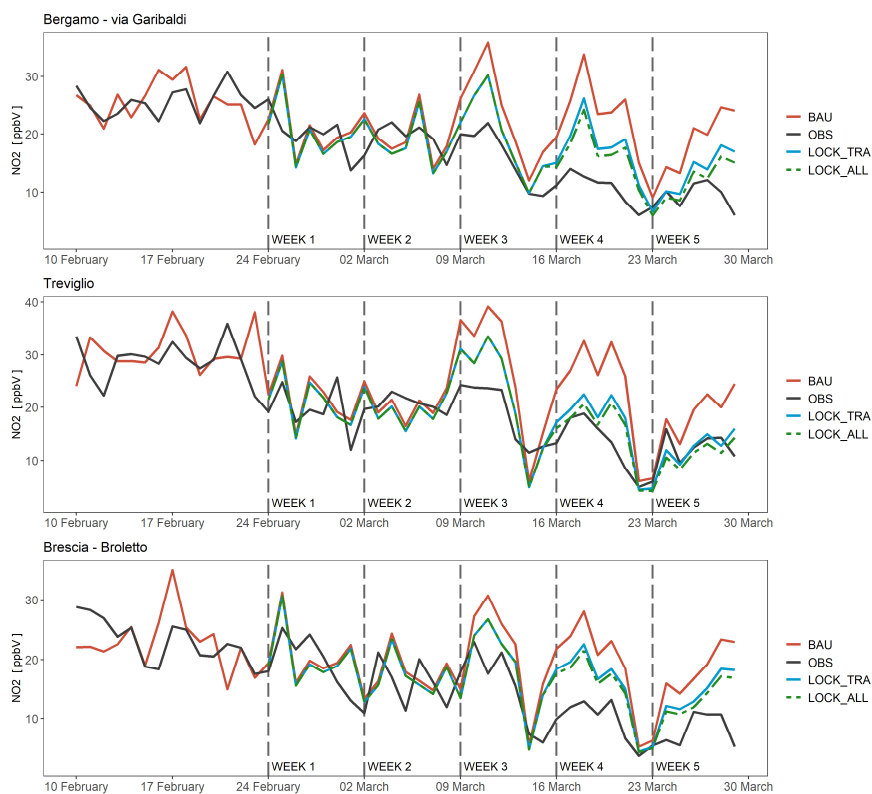 Bergamo - via Garibaldi
NO2 [ppbV]
30
20
10
WEEK 1 WEEK 2 WEEK 3 WEEK 4 WEEK 5
10 February 17 February 24 February 02 March 09 March 16 March 23 March 30 March
BAU
OBS
LOCK_TRA
LOCK_ALL
Treviglio
NO2 [ppbV]
40
30
20
10
WEEK 1 WEEK 2 WEEK 3 WEEK 4 WEEK 5
10 February 17 February 24 February 02 March 09 March 16 March 23 March 30 March
BAU
OBS
LOCK_TRA
LOCK_ALL
Brescia - Broletto
NO2 [ppbV]
30
20
10
WEEK 1 WEEK 2 WEEK 3 WEEK 4 WEEK 5
10 February 17 February 24 February 02 March 09 March 16 March 23 March 30 March
BAU
OBS
LOCK_TRA
LOCK_ALL